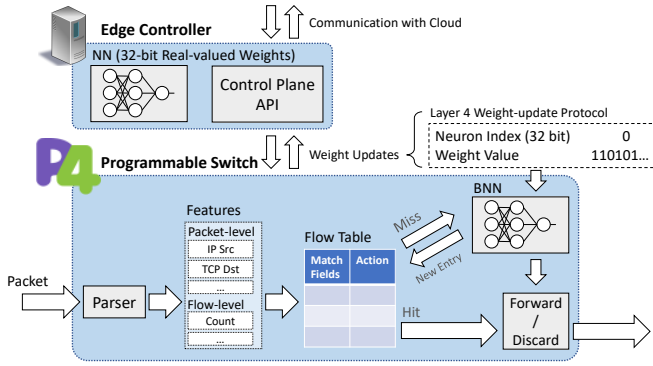 Communication with Cloud
Edge Controller
NN (32-bit Real-valued Weights)
Control Plane
API
Layer 4 Weight-update Protocol
Neuron Index (32 bit) 0
Weight Value 110101...
Weight Updates
P4
Programmable Switch
BNN
Features
Packet-level
IP Src
TCP Dst
...
Flow-level
Count
...
Flow Table
Match
Fields
Action
Miss
New Entry
Packet
Parser
Hit
Forward
/
Discard